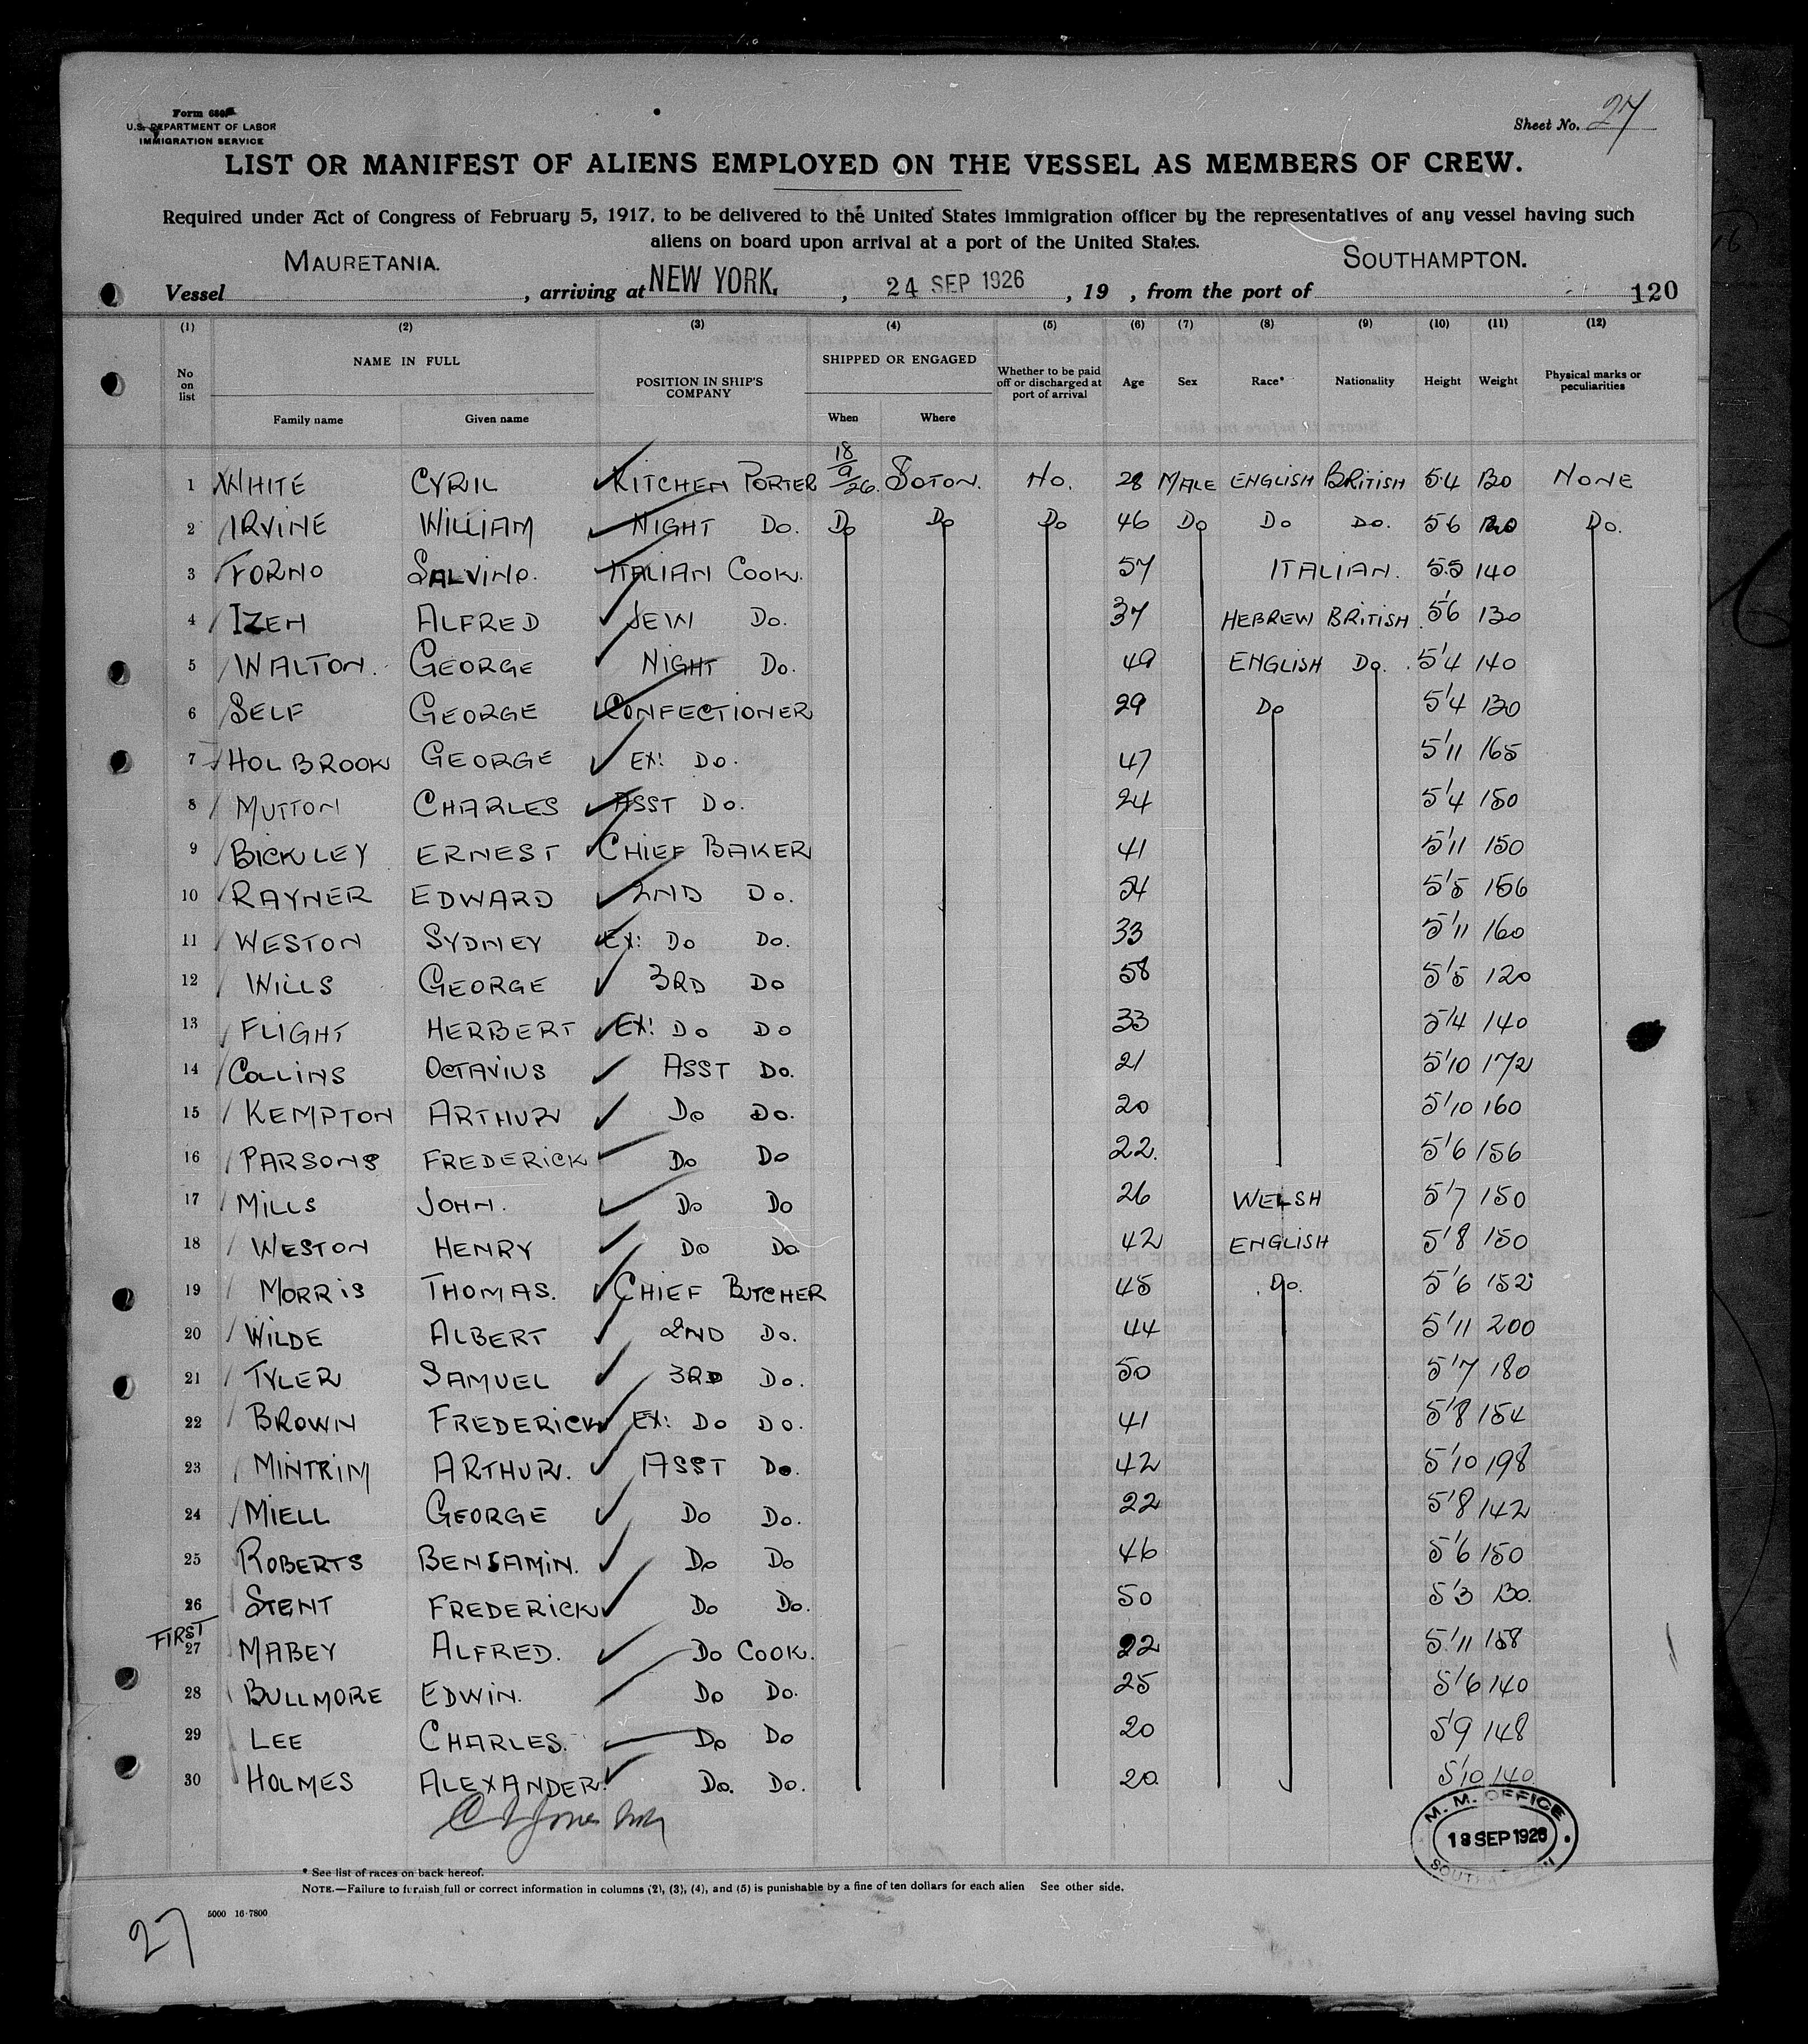 Form 680
U.S. DEPARTMENT OF LABOR
IMMIGRATION SERVICE
Sheet No. 27
LIST OR MANIFEST OF ALIENS EMPLOYED ON THE VESSEL AS MEMBERS OF CREW.
Required under Act of Congress of February 5, 1917, to be delivered to the United States immigration officer by the representatives of any vessel having such
aliens on board upon arrival at a port of the United States.
Vessel MAURETANIA. , arriving at NEW YORK. , 24 SEP 1926 , 19 , from the port of SOUTHAMPTON. 120
(1) (2) (3) (4) (5) (6) (7) (8) (9) (10) (11) (12)
No on list NAME IN FULL Family name Given name POSITION IN SHIP'S COMPANY SHIPPED OR ENGAGED When Where Whether to be paid off or discharged at port of arrival Age Sex Race* Nationality Height Weight Physical marks or peculiarities
1 WHITE CYRIL KITCHEN PORTER 18/9/26. SOTON. NO. 28 MALE ENGLISH BRITISH 5.4 130 NONE
2 IRVINE WILLIAM NIGHT DO. DO DO DO 46 DO DO DO. 5 6 120 DO.
3 FORNO SALVINO. ITALIAN COOK. 57 ITALIAN. 5.5 140
4 IZEN ALFRED JEW DO. 37 HEBREW BRITISH 5'6 130
5 WALTON. GEORGE NIGHT DO. 49 ENGLISH DO. 5'4 140
6 SELF GEORGE CONFECTIONER 29 DO 5'4 130
7 HOLBROOK GEORGE EX: DO. 47 5'11 165
8 MUTTON CHARLES ASST DO. 24 5'4 150
9 BICKLEY ERNEST CHIEF BAKER 41 5'11 150
10 RAYNER EDWARD 2ND DO. 54 5'5 156
11 WESTON SYDNEY EX: DO DO. 33 5'11 160
12 WILLS GEORGE 3RD DO 58 5'5 120
13 FLIGHT HERBERT EX: DO DO 33 5'4 140
14 COLLINS OCTAVIUS ASST DO. 21 5'10 172
15 KEMPTON ARTHUR DO DO. 20 5'10 160
16 PARSONS FREDERICK DO DO 22. 5'6 156
17 MILLS JOHN. DO DO 26 WELSH 5'7 150
18 WESTON HENRY DO DO 42 ENGLISH 5'8 150
19 MORRIS THOMAS. CHIEF BUTCHER 45 DO. 5'6 152
20 WILDE ALBERT 2ND DO. 44 5'11 200
21 TYLER SAMUEL 3RD DO. 50 5'7 180
22 BROWN FREDERICK EX: DO DO. 41 5'8 154
23 MINTRIM ARTHUR. ASST DO. 42 5'10 198
24 MIELL GEORGE DO DO. 22 5'8 142
25 ROBERTS BENJAMIN. DO DO 46 5'6 150
26 STENT FREDERICK DO DO. 50 5'3 130.
FIRST
27 MABEY ALFRED. DO COOK. 22 5'11 158
28 BULLMORE EDWIN. DO DO. 25 5'6 140
29 LEE CHARLES. DO DO 20 5'9 148
30 HOLMES ALEXANDER. DO. DO. 20 5'10 140
M. M. OFFICE
18 SEP 1926
* See list of races on back hereof.
NOTE.—Failure to furnish full or correct information in columns (2), (3), (4), and (5) is punishable by a fine of ten dollars for each alien See other side.
5000 16-7800
27